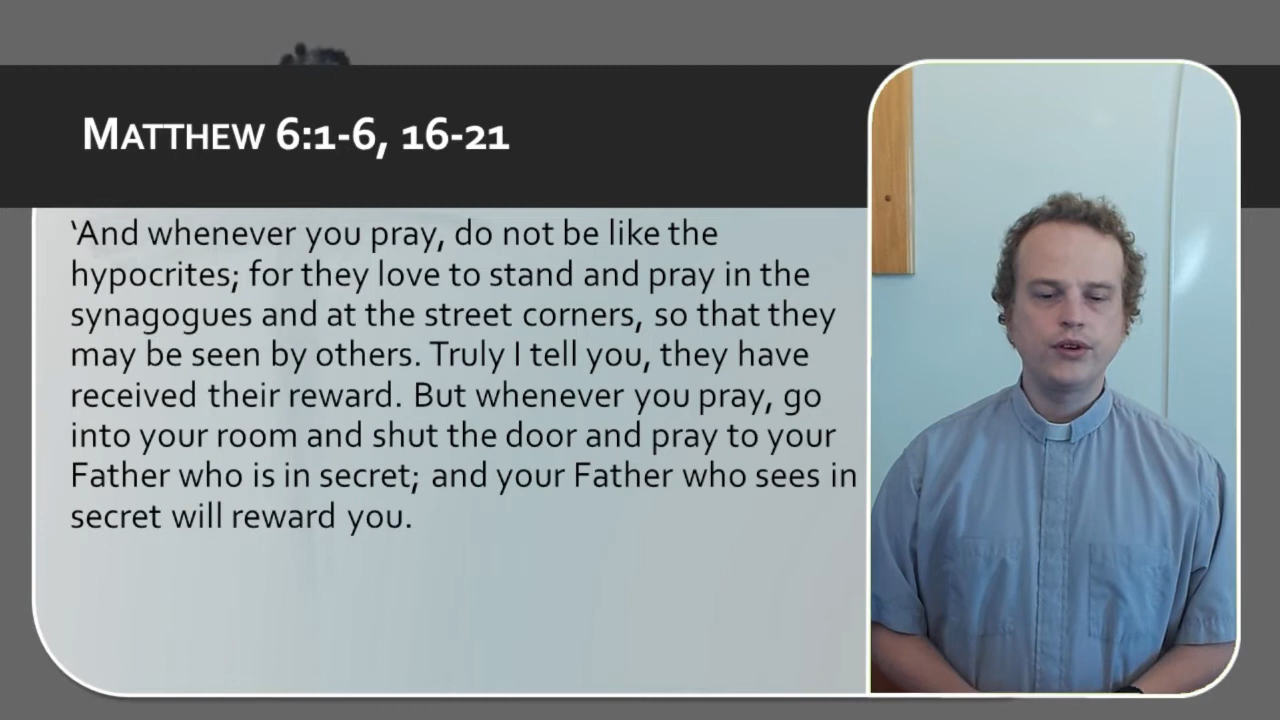 MATTHEW 6:1-6, 16-21
‘And whenever you pray, do not be like the
hypocrites; for they love to stand and pray in the
synagogues and at the street corners, so that they
may be seen by others. Truly I tell you, they have
received their reward. But whenever you pray, go
into your room and shut the door and pray to your
Father who is in secret; and your Father who sees in
secret will reward you.